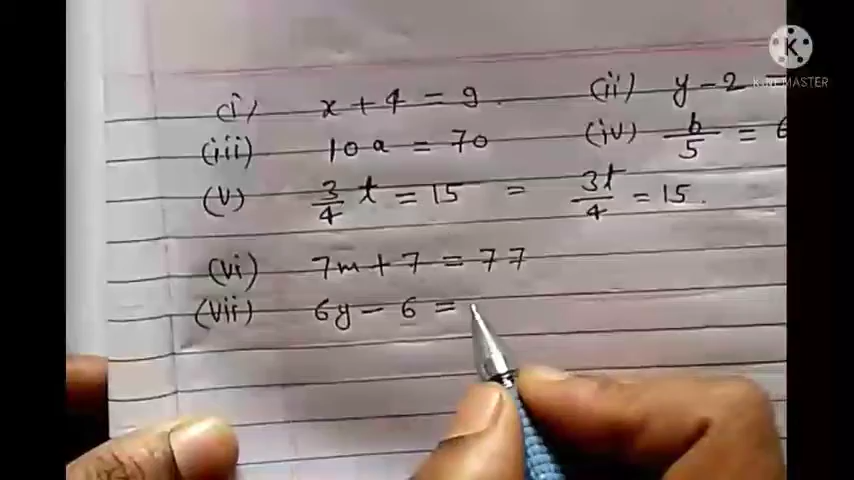 K
KINEMASTER
(i) x + 4 = 9 (ii) y - 2
(iii) 10 a = 70 (iv) b/5 = 6
(v) 3/4 t = 15 = 3t/4 = 15.
(vi) 7m + 7 = 77
(vii) 6y - 6 =